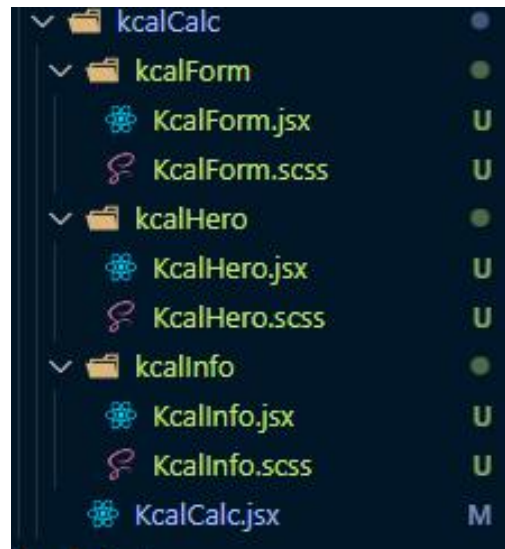 kcalCalc
kcalForm
KcalForm.jsx U
KcalForm.scss U
kcalHero
KcalHero.jsx U
KcalHero.scss U
kcalInfo
KcalInfo.jsx U
KcalInfo.scss U
KcalCalc.jsx M